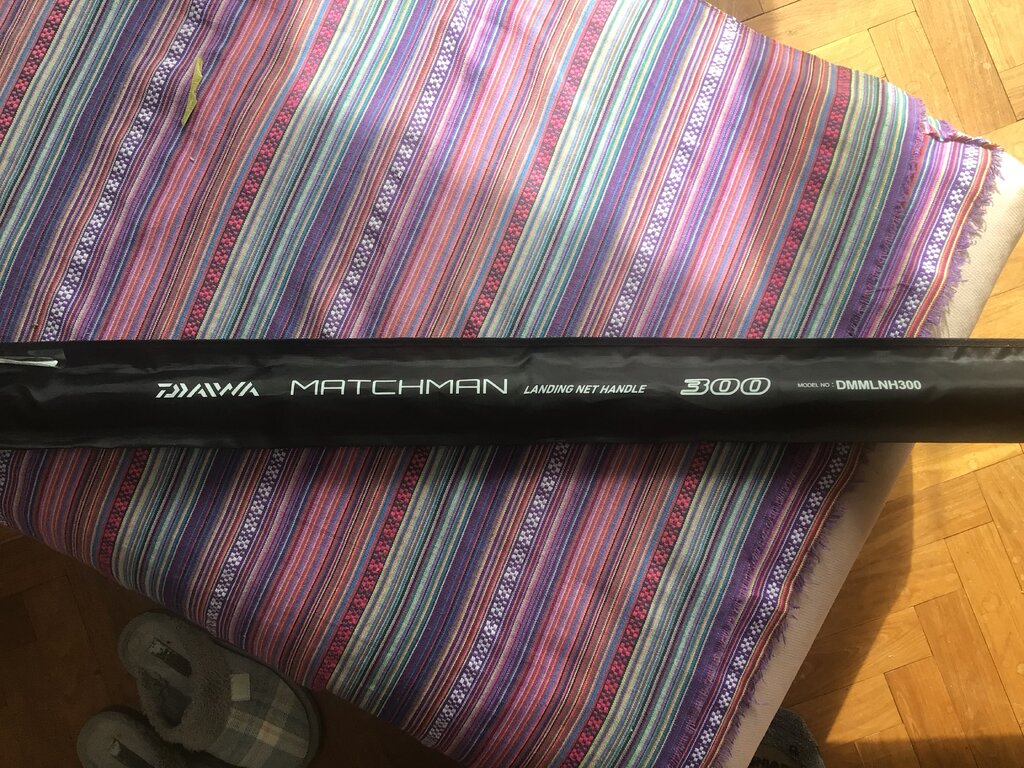 DAIWA MATCHMAN LANDING NET HANDLE 300 MODEL NO : DMMLNH300